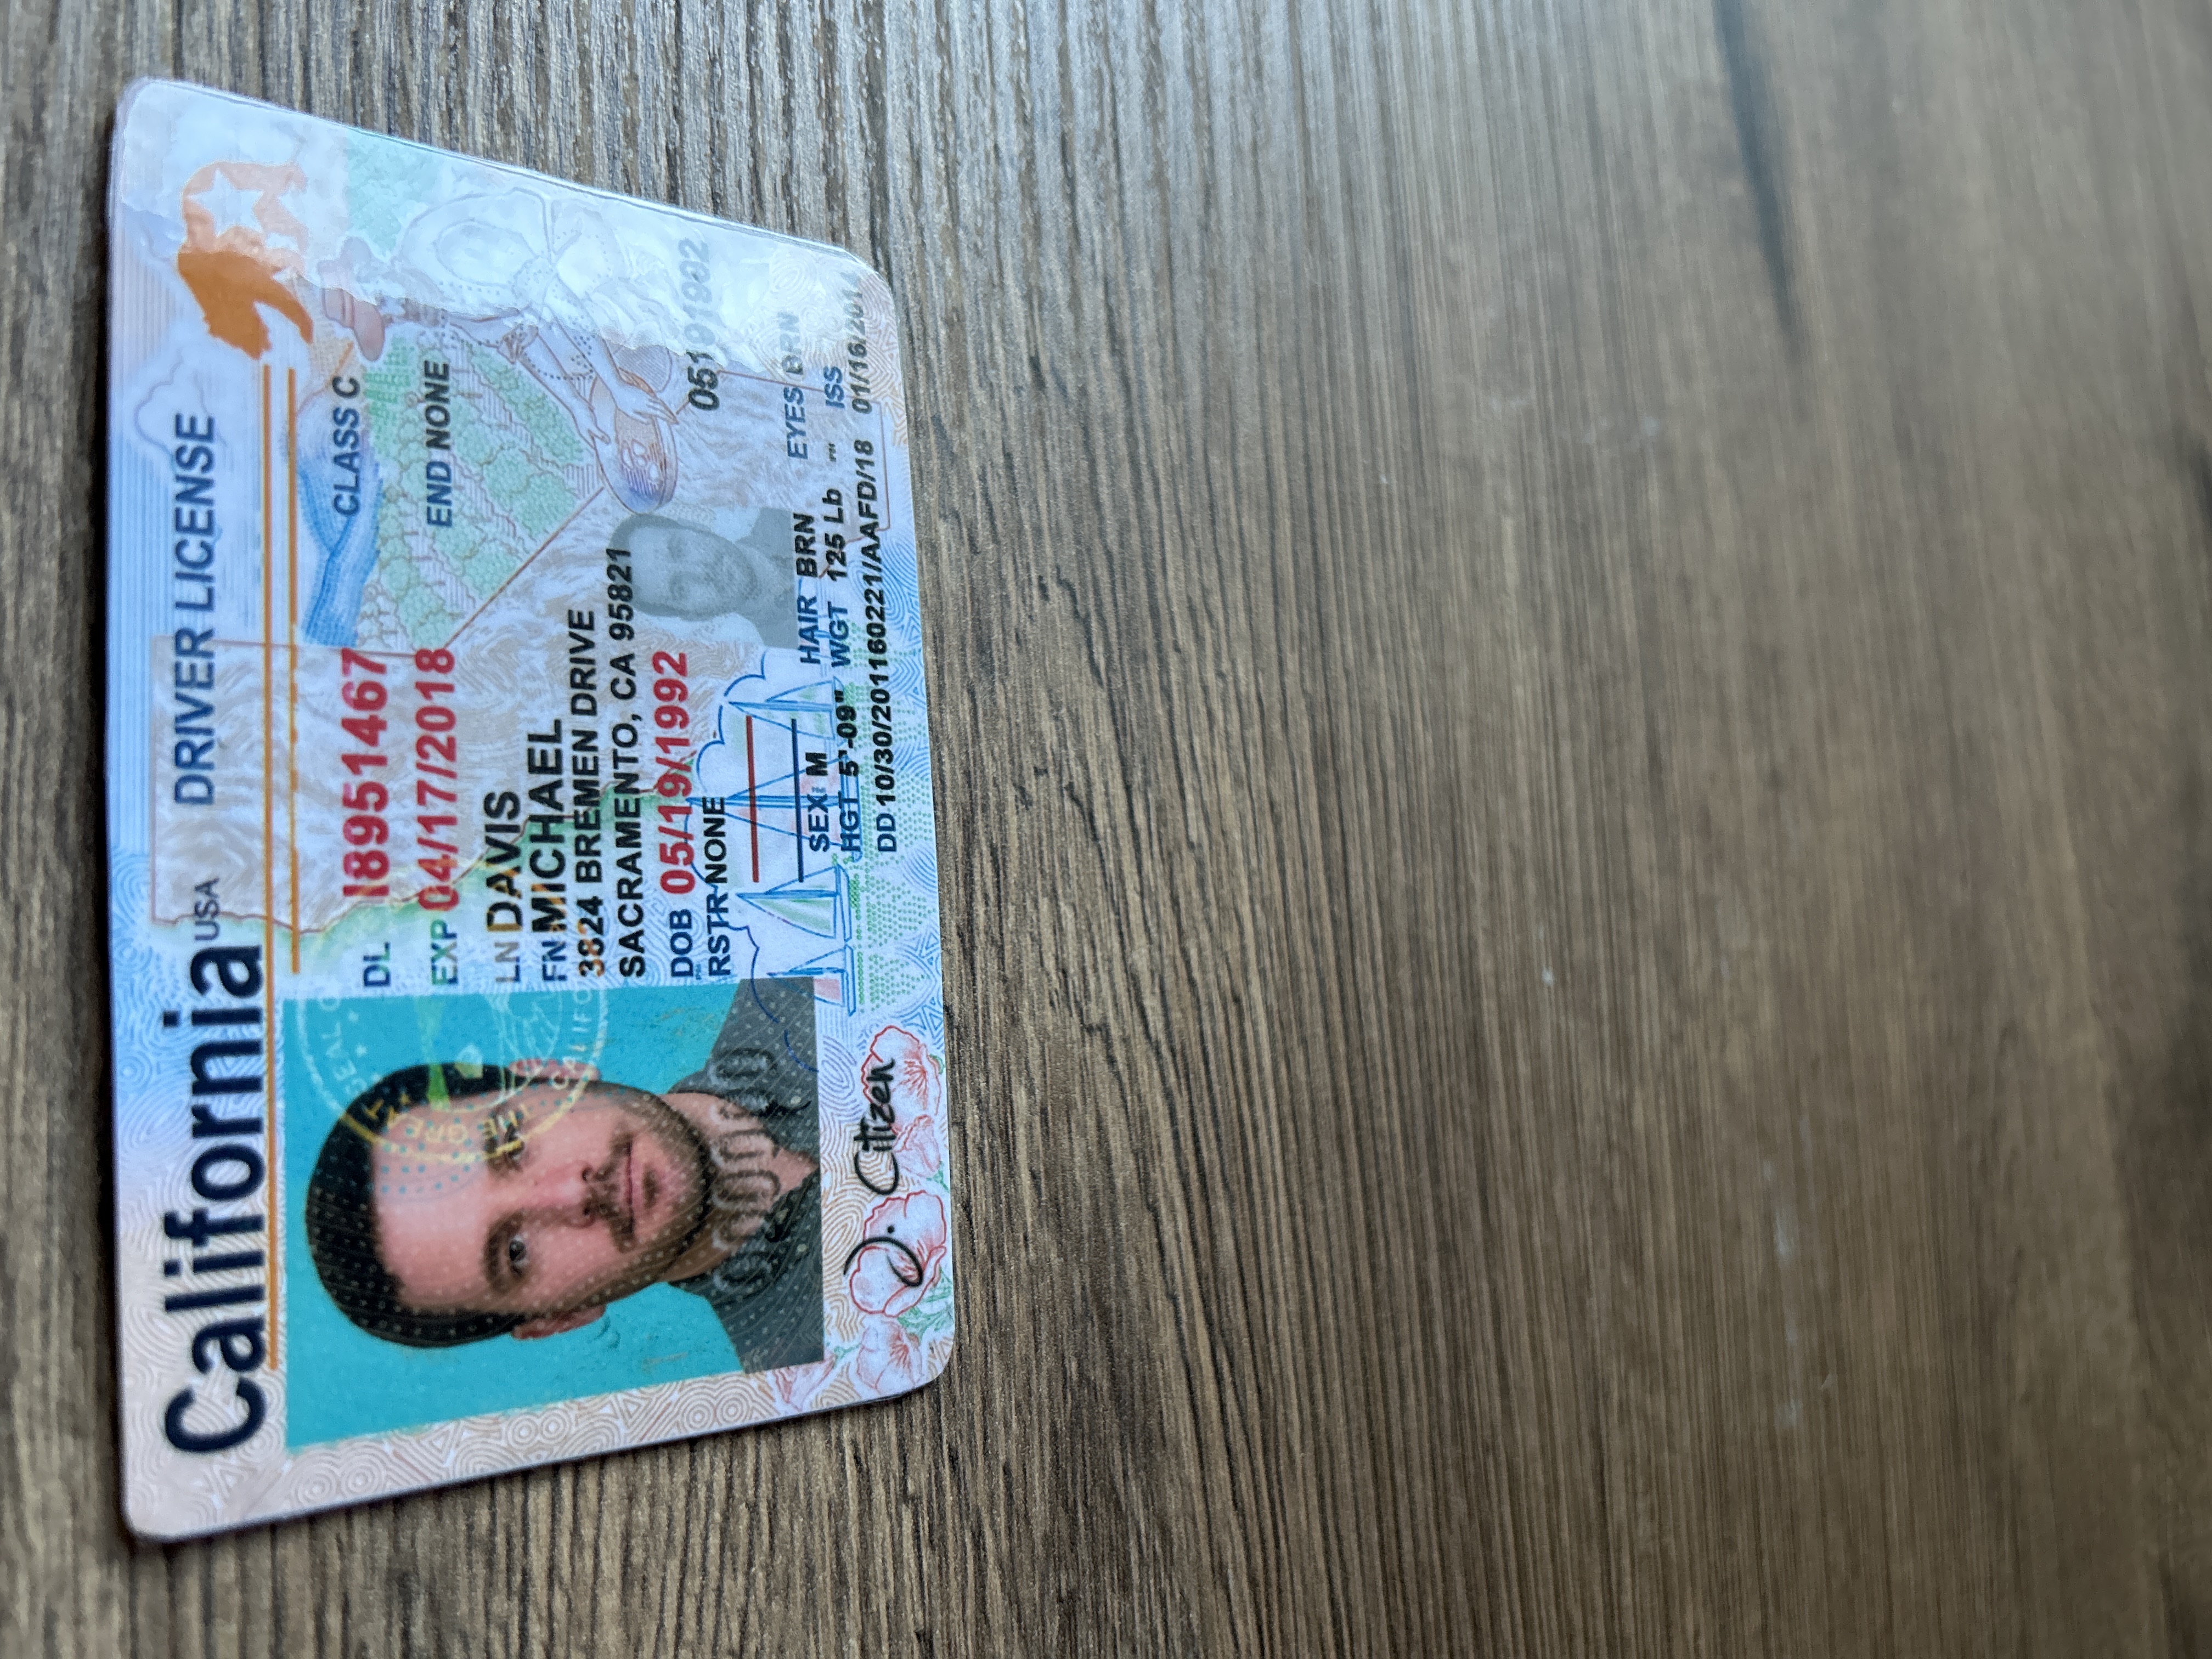 California USA DRIVER LICENSE
DL I8951467 CLASS C
EXP 04/17/2018 END NONE
LN DAVIS
FN MICHAEL
3824 BREMEN DRIVE
SACRAMENTO, CA 95821
DOB 05/19/1992
RSTR NONE 05191992
SEX M HAIR BRN EYES BRN
HGT 5'-09" WGT 125 Lb ISS
DD 10/30/201160221/AAFD/18 01/16/2014
J. Citizen